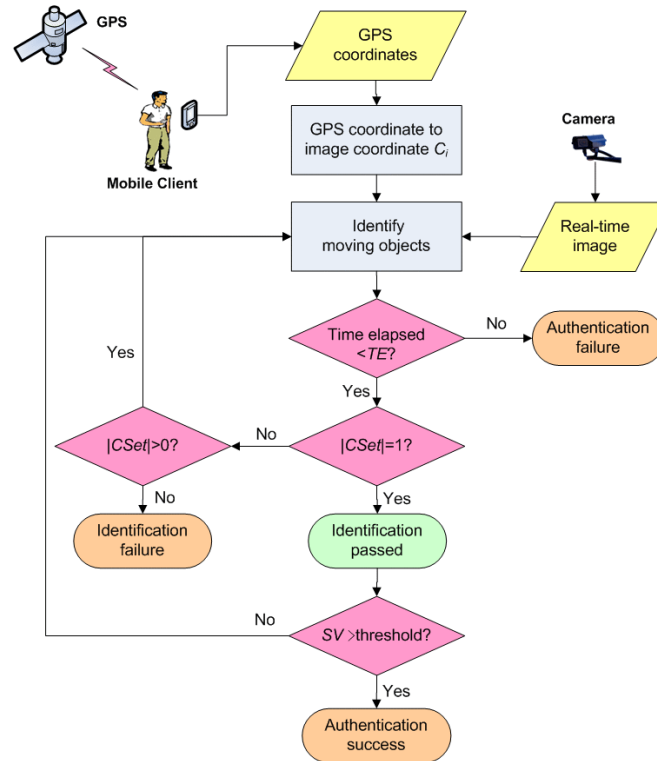 GPS
GPS
coordinates
Mobile Client
GPS coordinate to
image coordinate Ci
Camera
Identify
moving objects
Real-time
image
Time elapsed
<TE?
No
Authentication
failure
Yes
Yes
|CSet|>0?
No
|CSet|=1?
No
Yes
Identification
failure
Identification
passed
No
SV >threshold?
Yes
Authentication
success